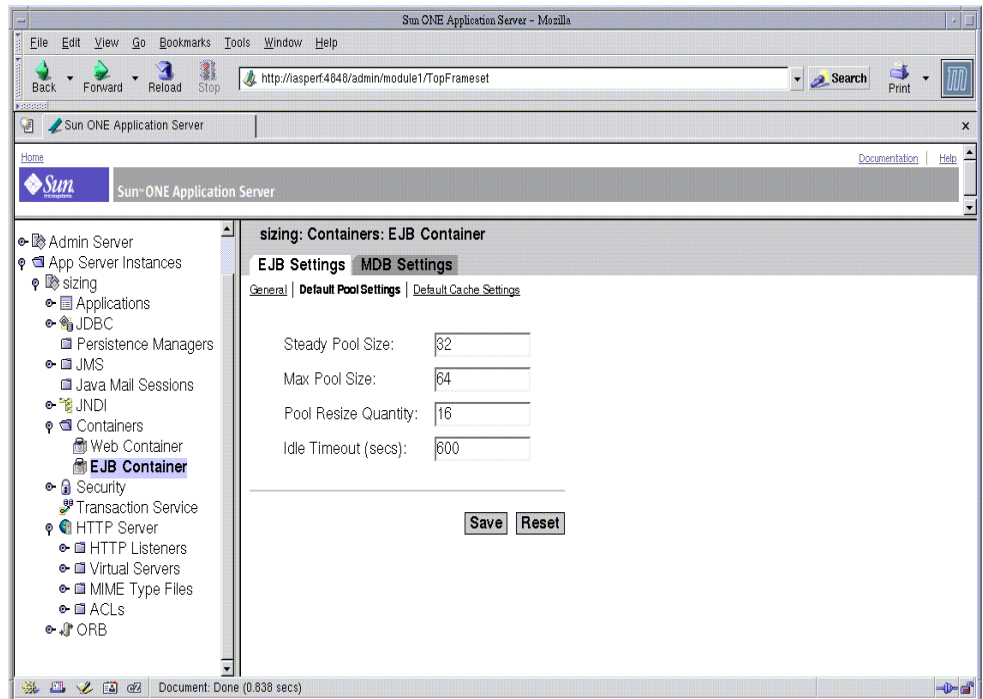 Sun ONE Application Server - Mozilla
File Edit View Go Bookmarks Tools Window Help
Back Forward Reload Stop http://iasperf:4848/admin/module1/TopFrameset Search Print
Sun ONE Application Server x
Home Documentation Help
Sun microsystems Sun™ ONE Application Server
Admin Server
App Server Instances
sizing
Applications
JDBC
Persistence Managers
JMS
Java Mail Sessions
JNDI
Containers
Web Container
EJB Container
Security
Transaction Service
HTTP Server
HTTP Listeners
Virtual Servers
MIME Type Files
ACLs
ORB
sizing: Containers: EJB Container
EJB Settings MDB Settings
General | Default Pool Settings | Default Cache Settings
Steady Pool Size: 32
Max Pool Size: 64
Pool Resize Quantity: 16
Idle Timeout (secs): 600
Save Reset
Document: Done (0.838 secs)